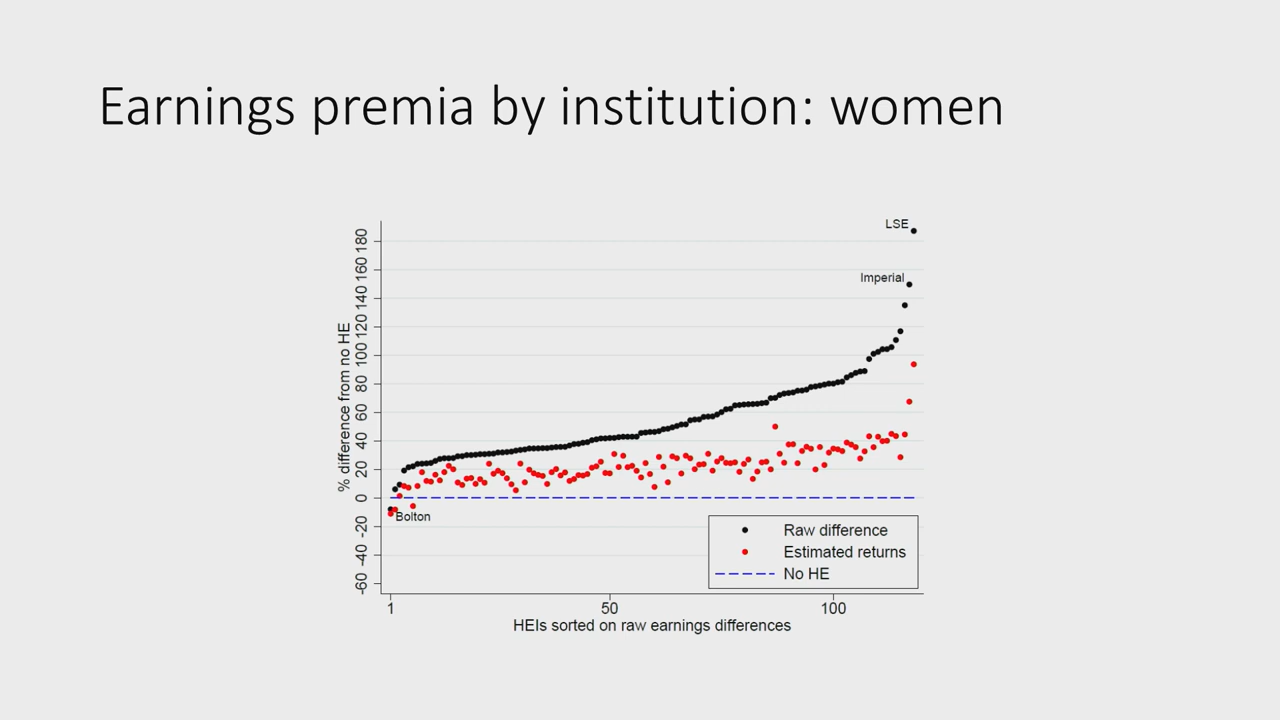 Earnings premia by institution: women
% difference from no HE
180
160
140
120
100
80
60
40
20
0
-20
-40
-60
LSE
Imperial
Bolton
Raw difference
Estimated returns
No HE
1 50 100
HEIs sorted on raw earnings differences